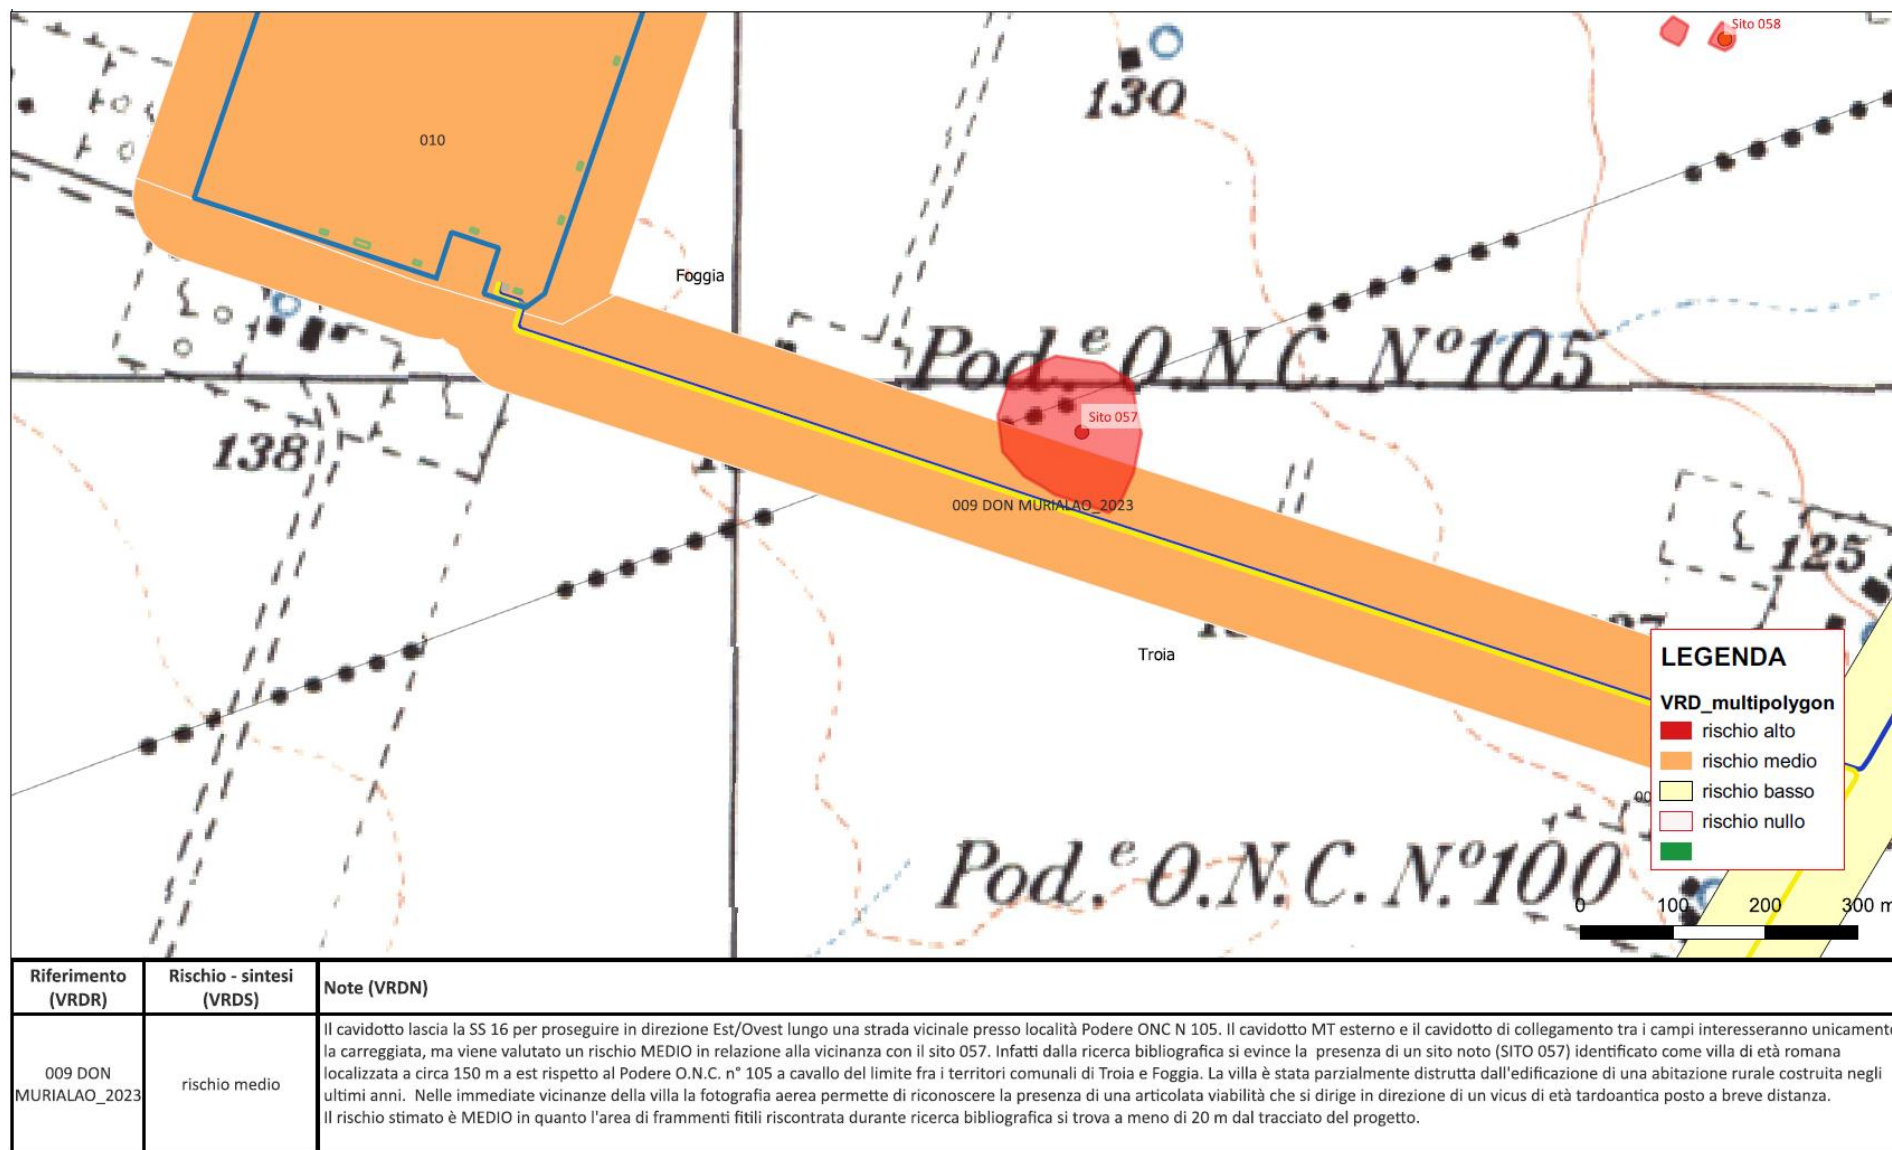 Sito 058
130
010
Foggia
Pod.e O.N.C. N.º 105
Sito 057
138
009 DON MURIALAO_2023
125
Troia
LEGENDA
VRD_multipolygon
rischio alto
rischio medio
rischio basso
rischio nullo
00
Pod.e O.N.C. N.º 100
0 100 200 300 m
Riferimento (VRDR)
Rischio - sintesi (VRDS)
Note (VRDN)
009 DON MURIALAO_2023
rischio medio
Il cavidotto lascia la SS 16 per proseguire in direzione Est/Ovest lungo una strada vicinale presso località Podere ONC N 105. Il cavidotto MT esterno e il cavidotto di collegamento tra i campi interesseranno unicamente
la carreggiata, ma viene valutato un rischio MEDIO in relazione alla vicinanza con il sito 057. Infatti dalla ricerca bibliografica si evince la presenza di un sito noto (SITO 057) identificato come villa di età romana
localizzata a circa 150 m a est rispetto al Podere O.N.C. n° 105 a cavallo del limite fra i territori comunali di Troia e Foggia. La villa è stata parzialmente distrutta dall'edificazione di una abitazione rurale costruita negli
ultimi anni. Nelle immediate vicinanze della villa la fotografia aerea permette di riconoscere la presenza di una articolata viabilità che si dirige in direzione di un vicus di età tardoantica posto a breve distanza.
Il rischio stimato è MEDIO in quanto l'area di frammenti fitili riscontrata durante ricerca bibliografica si trova a meno di 20 m dal tracciato del progetto.